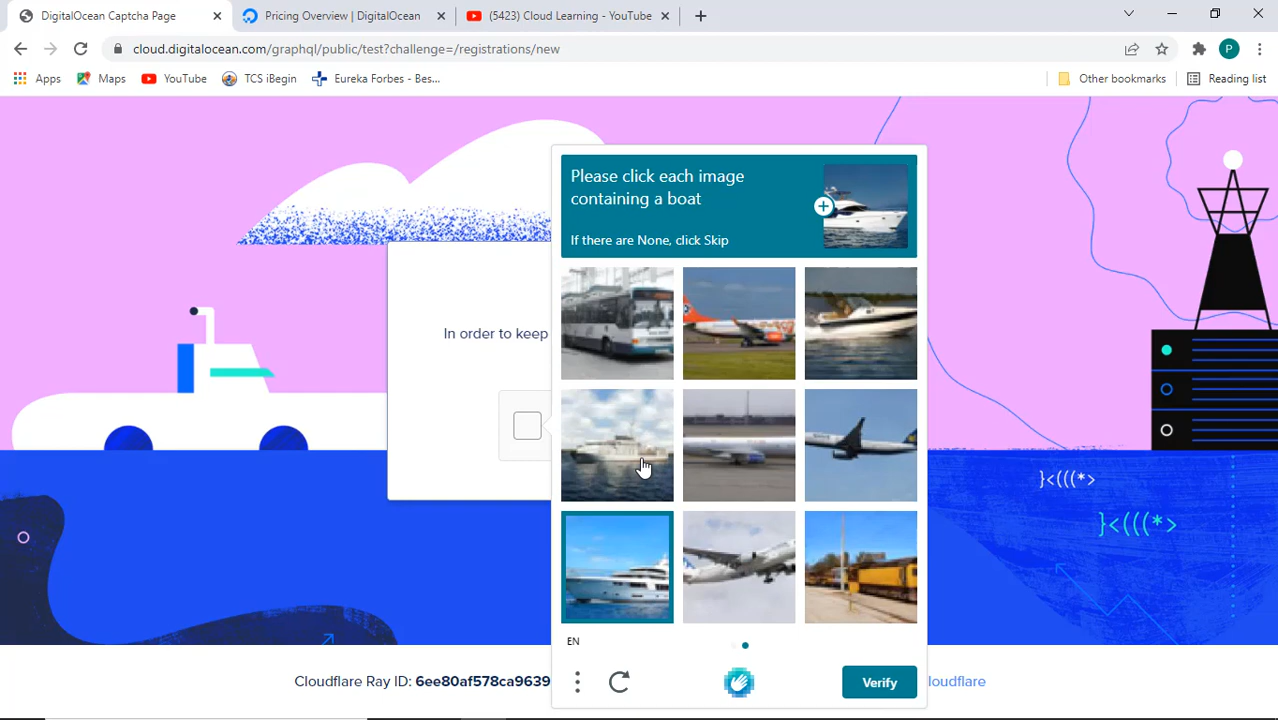 DigitalOcean Captcha Page
Pricing Overview | DigitalOcean
(5423) Cloud Learning - YouTube
cloud.digitalocean.com/graphql/public/test?challenge=/registrations/new
P
Apps
Maps
YouTube
TCS iBegin
Eureka Forbes - Bes...
Other bookmarks
Reading list
Please click each image
containing a boat
If there are None, click Skip
In order to keep
}<(((*>
}<(((*>
EN
Verify
Cloudflare Ray ID: 6ee80af578ca9639
loudflare